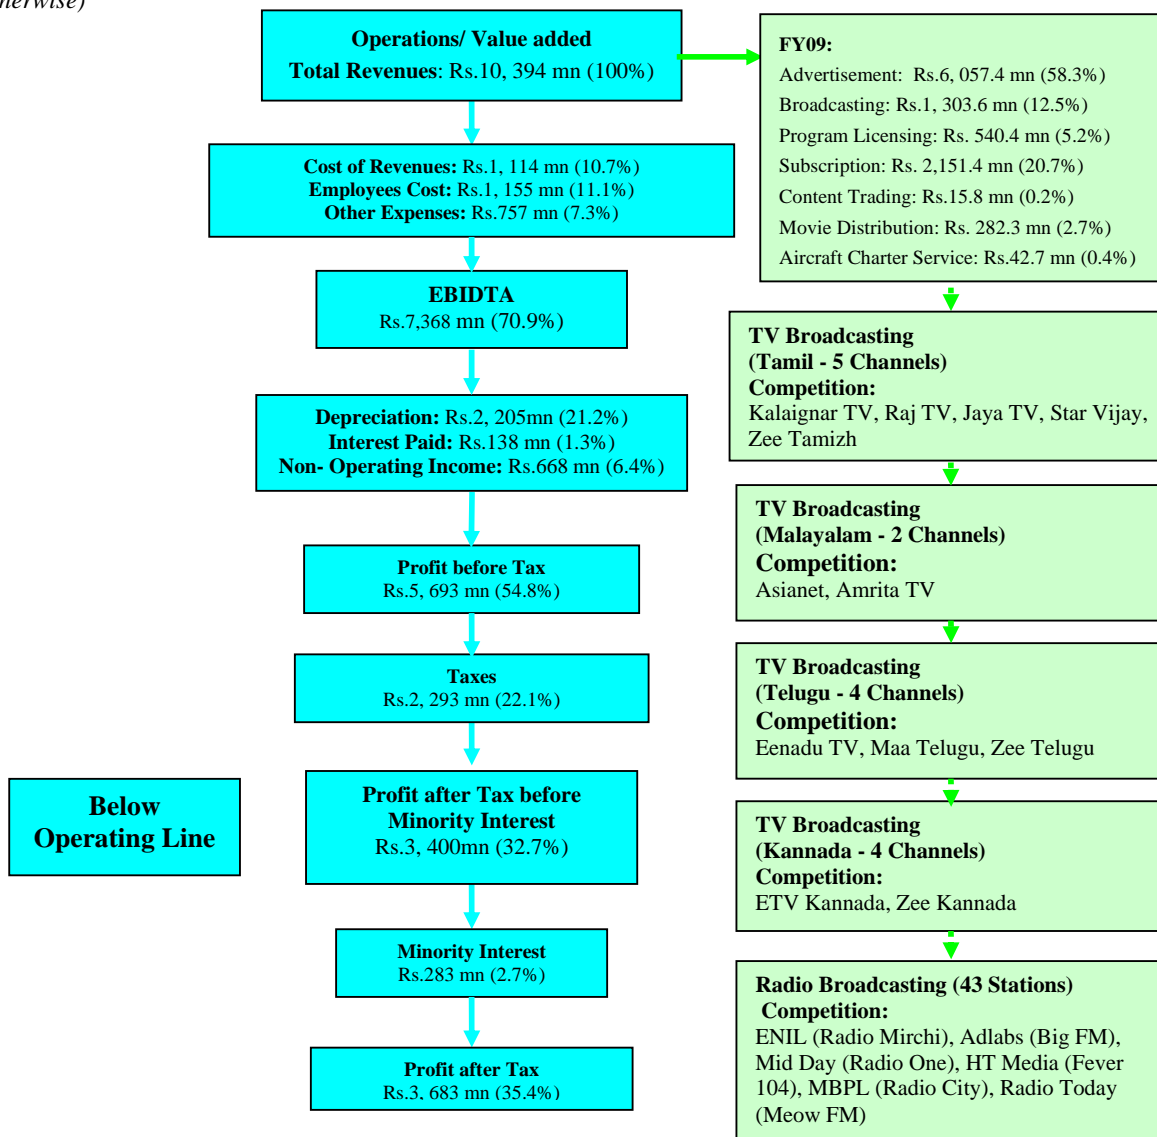 herwise)
Operations/ Value added
Total Revenues: Rs.10, 394 mn (100%)
Cost of Revenues: Rs.1, 114 mn (10.7%)
Employees Cost: Rs.1, 155 mn (11.1%)
Other Expenses: Rs.757 mn (7.3%)
EBIDTA
Rs.7,368 mn (70.9%)
Depreciation: Rs.2, 205mn (21.2%)
Interest Paid: Rs.138 mn (1.3%)
Non- Operating Income: Rs.668 mn (6.4%)
Profit before Tax
Rs.5, 693 mn (54.8%)
Taxes
Rs.2, 293 mn (22.1%)
Below
Operating Line
Profit after Tax before
Minority Interest
Rs.3, 400mn (32.7%)
Minority Interest
Rs.283 mn (2.7%)
Profit after Tax
Rs.3, 683 mn (35.4%)
FY09:
Advertisement: Rs.6, 057.4 mn (58.3%)
Broadcasting: Rs.1, 303.6 mn (12.5%)
Program Licensing: Rs. 540.4 mn (5.2%)
Subscription: Rs. 2,151.4 mn (20.7%)
Content Trading: Rs.15.8 mn (0.2%)
Movie Distribution: Rs. 282.3 mn (2.7%)
Aircraft Charter Service: Rs.42.7 mn (0.4%)
TV Broadcasting
(Tamil - 5 Channels)
Competition:
Kalaignar TV, Raj TV, Jaya TV, Star Vijay,
Zee Tamizh
TV Broadcasting
(Malayalam - 2 Channels)
Competition:
Asianet, Amrita TV
TV Broadcasting
(Telugu - 4 Channels)
Competition:
Eenadu TV, Maa Telugu, Zee Telugu
TV Broadcasting
(Kannada - 4 Channels)
Competition:
ETV Kannada, Zee Kannada
Radio Broadcasting (43 Stations)
Competition:
ENIL (Radio Mirchi), Adlabs (Big FM),
Mid Day (Radio One), HT Media (Fever
104), MBPL (Radio City), Radio Today
(Meow FM)